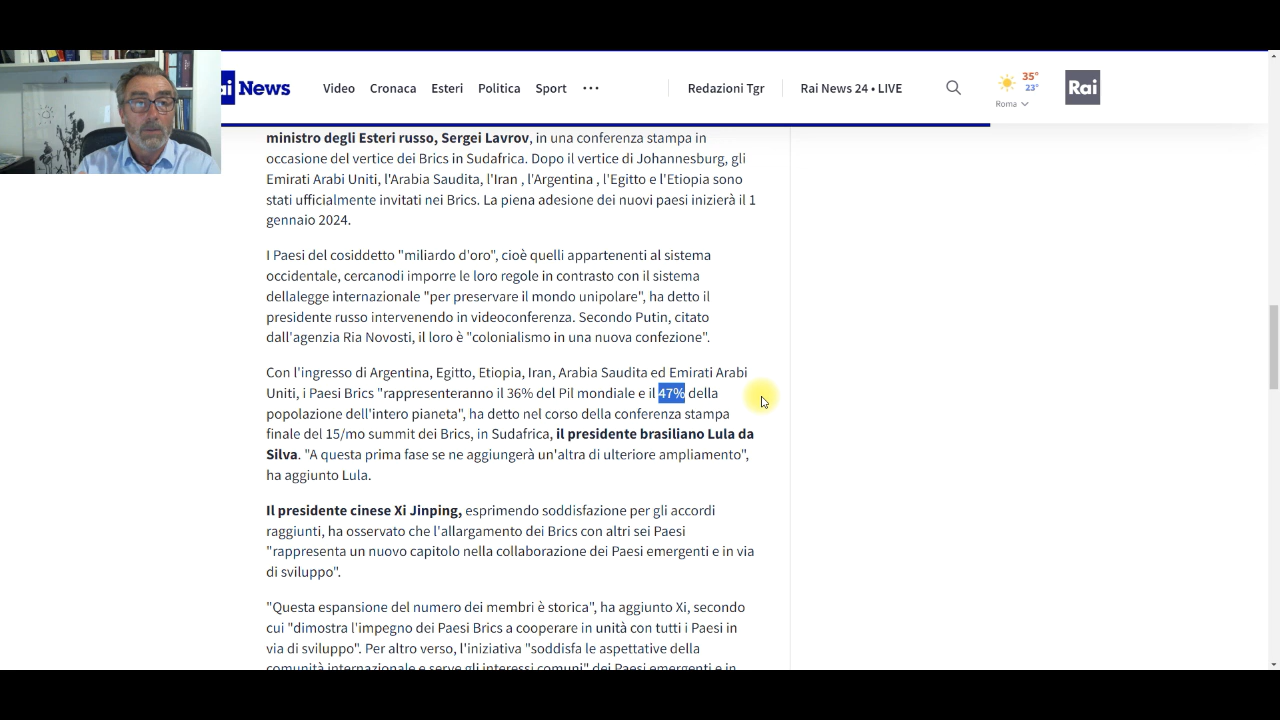 ai News
Video Cronaca Esteri Politica Sport ···
Redazioni Tgr
Rai News 24 • LIVE
35°
23°
Roma
Rai
ministro degli Esteri russo, Sergei Lavrov, in una conferenza stampa in
occasione del vertice dei Brics in Sudafrica. Dopo il vertice di Johannesburg, gli
Emirati Arabi Uniti, l'Arabia Saudita, l'Iran , l'Argentina , l'Egitto e l'Etiopia sono
stati ufficialmente invitati nei Brics. La piena adesione dei nuovi paesi inizierà il 1
gennaio 2024.
I Paesi del cosiddetto "miliardo d'oro", cioè quelli appartenenti al sistema
occidentale, cercanodi imporre le loro regole in contrasto con il sistema
dellalegge internazionale "per preservare il mondo unipolare", ha detto il
presidente russo intervenendo in videoconferenza. Secondo Putin, citato
dall'agenzia Ria Novosti, il loro è "colonialismo in una nuova confezione".
Con l'ingresso di Argentina, Egitto, Etiopia, Iran, Arabia Saudita ed Emirati Arabi
Uniti, i Paesi Brics "rappresenteranno il 36% del Pil mondiale e il 47% della
popolazione dell'intero pianeta", ha detto nel corso della conferenza stampa
finale del 15/mo summit dei Brics, in Sudafrica, il presidente brasiliano Lula da
Silva. "A questa prima fase se ne aggiungerà un'altra di ulteriore ampliamento",
ha aggiunto Lula.
Il presidente cinese Xi Jinping, esprimendo soddisfazione per gli accordi
raggiunti, ha osservato che l'allargamento dei Brics con altri sei Paesi
"rappresenta un nuovo capitolo nella collaborazione dei Paesi emergenti e in via
di sviluppo".
"Questa espansione del numero dei membri è storica", ha aggiunto Xi, secondo
cui "dimostra l'impegno dei Paesi Brics a cooperare in unità con tutti i Paesi in
via di sviluppo". Per altro verso, l'iniziativa "soddisfa le aspettative della
comunità internazionale e serve gli interessi comuni" dei Paesi emergenti e in